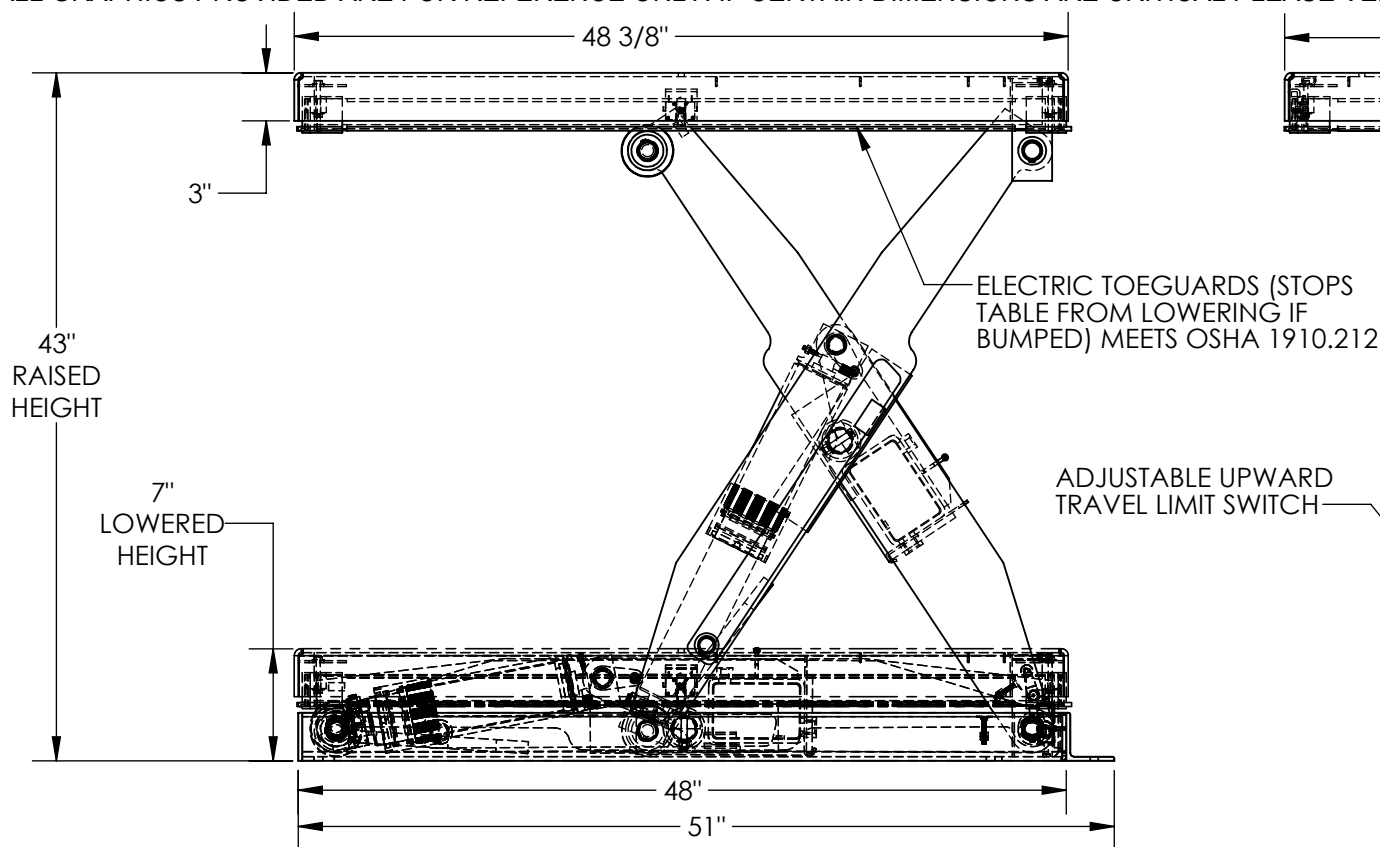 48 3/8"
3"
43"
RAISED
HEIGHT
ELECTRIC TOEGUARDS (STOPS
TABLE FROM LOWERING IF
BUMPED) MEETS OSHA 1910.212
7"
LOWERED
HEIGHT
ADJUSTABLE UPWARD
TRAVEL LIMIT SWITCH
48"
51"